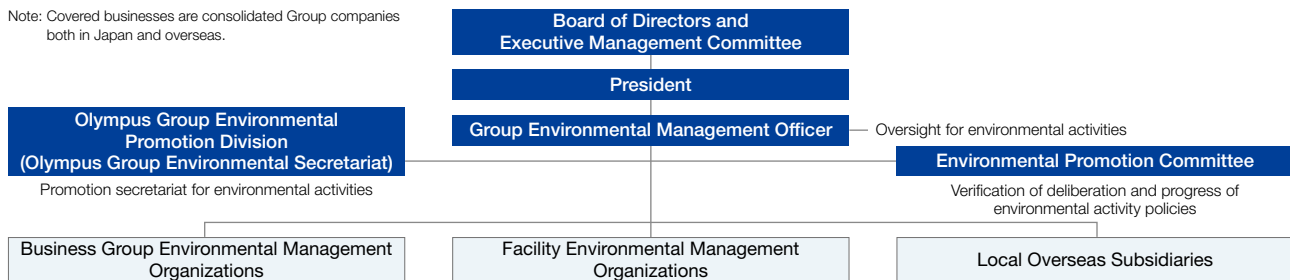 Note: Covered businesses are consolidated Group companies
both in Japan and overseas.
Board of Directors and
Executive Management Committee
President
Olympus Group Environmental
Promotion Division
(Olympus Group Environmental Secretariat)
Promotion secretariat for environmental activities
Group Environmental Management Officer
Oversight for environmental activities
Environmental Promotion Committee
Verification of deliberation and progress of
environmental activity policies
Business Group Environmental Management
Organizations
Facility Environmental Management
Organizations
Local Overseas Subsidiaries